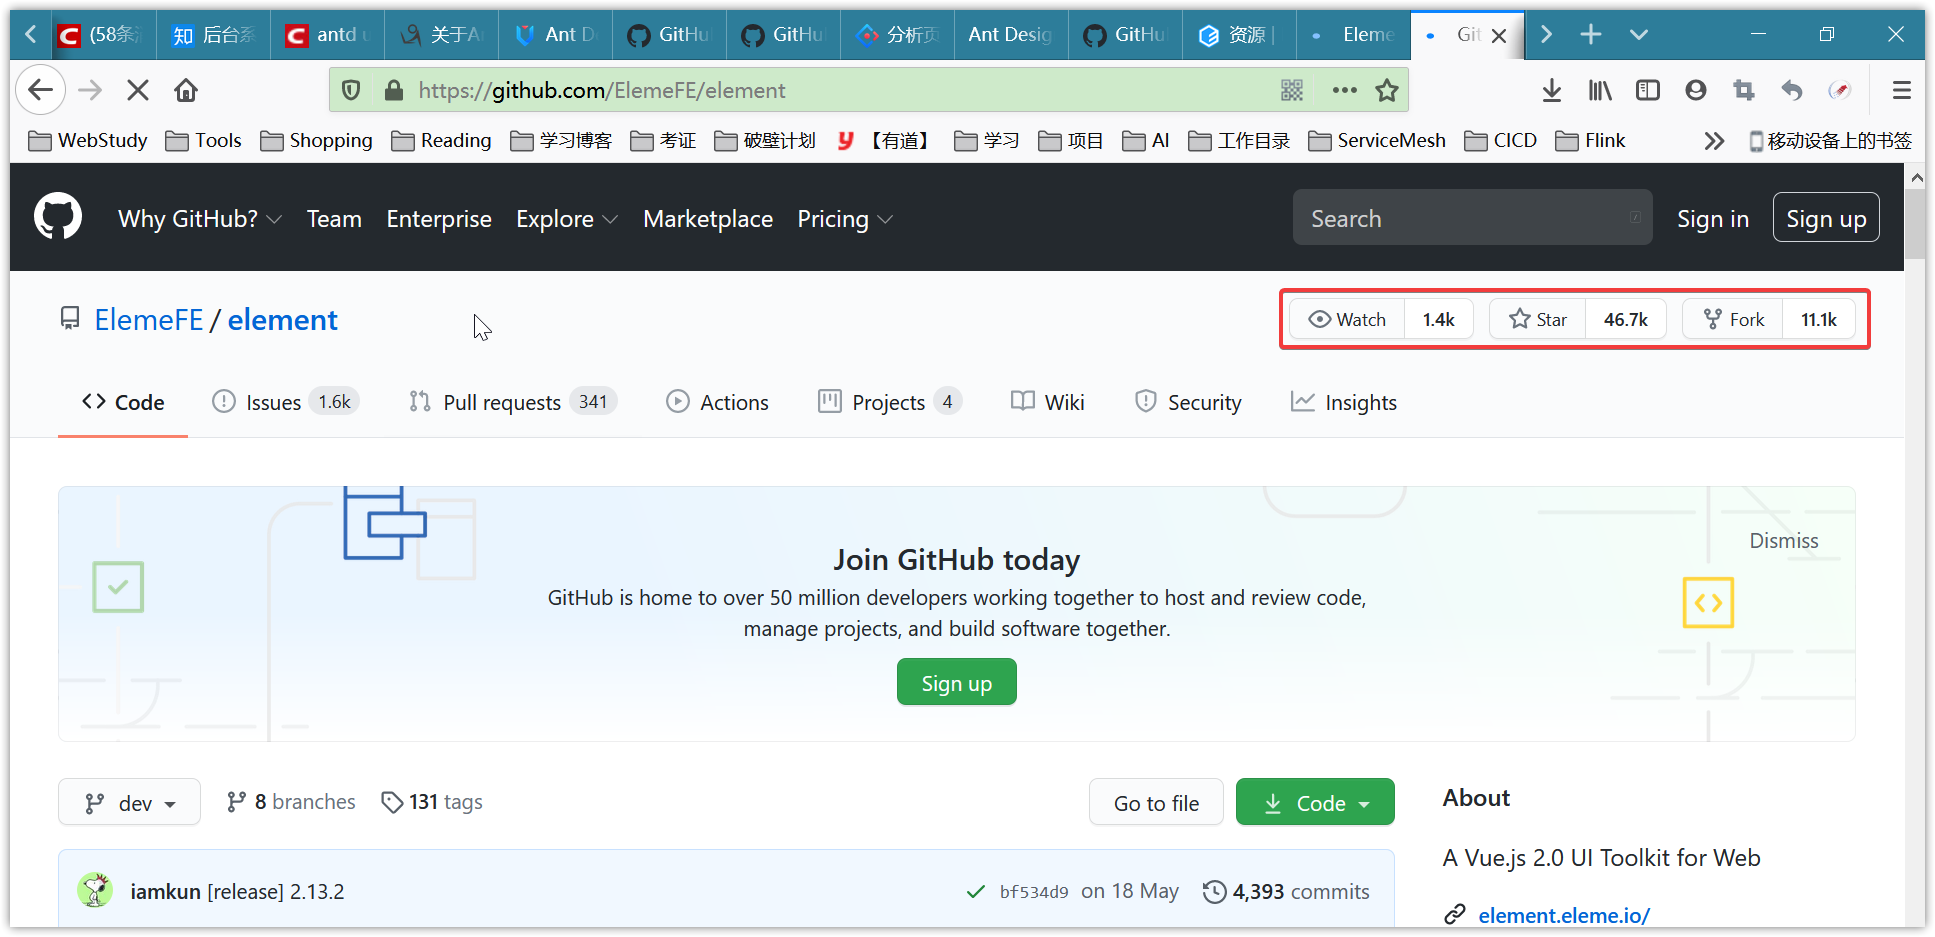 (58条 后台系 antd u 关于A Ant D GitHu GitHu 分析页 Ant Desig GitHu 资源 | Eleme Git
https://github.com/ElemeFE/element
WebStudy Tools Shopping Reading 学习博客 考证 破壁计划 【有道】 学习 项目 AI 工作目录 ServiceMesh CICD Flink 移动设备上的书签
Why GitHub? Team Enterprise Explore Marketplace Pricing Search / Sign in Sign up
ElemeFE / element Watch 1.4k Star 46.7k Fork 11.1k
Code Issues 1.6k Pull requests 341 Actions Projects 4 Wiki Security Insights
Dismiss
Join GitHub today
GitHub is home to over 50 million developers working together to host and review code,
manage projects, and build software together.
Sign up
dev 8 branches 131 tags Go to file Code
About
A Vue.js 2.0 UI Toolkit for Web
iamkun [release] 2.13.2 bf534d9 on 18 May 4,393 commits
element.eleme.io/